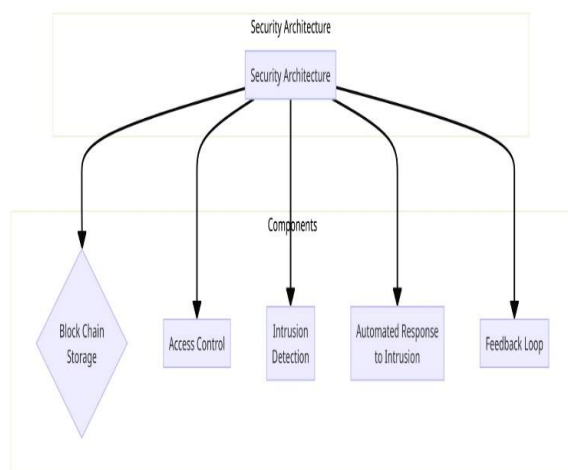 Security Architecture
Security Architecture
Components
Block Chain
Storage
Access Control
Intrusion
Detection
Automated Response
to Intrusion
Feedback Loop